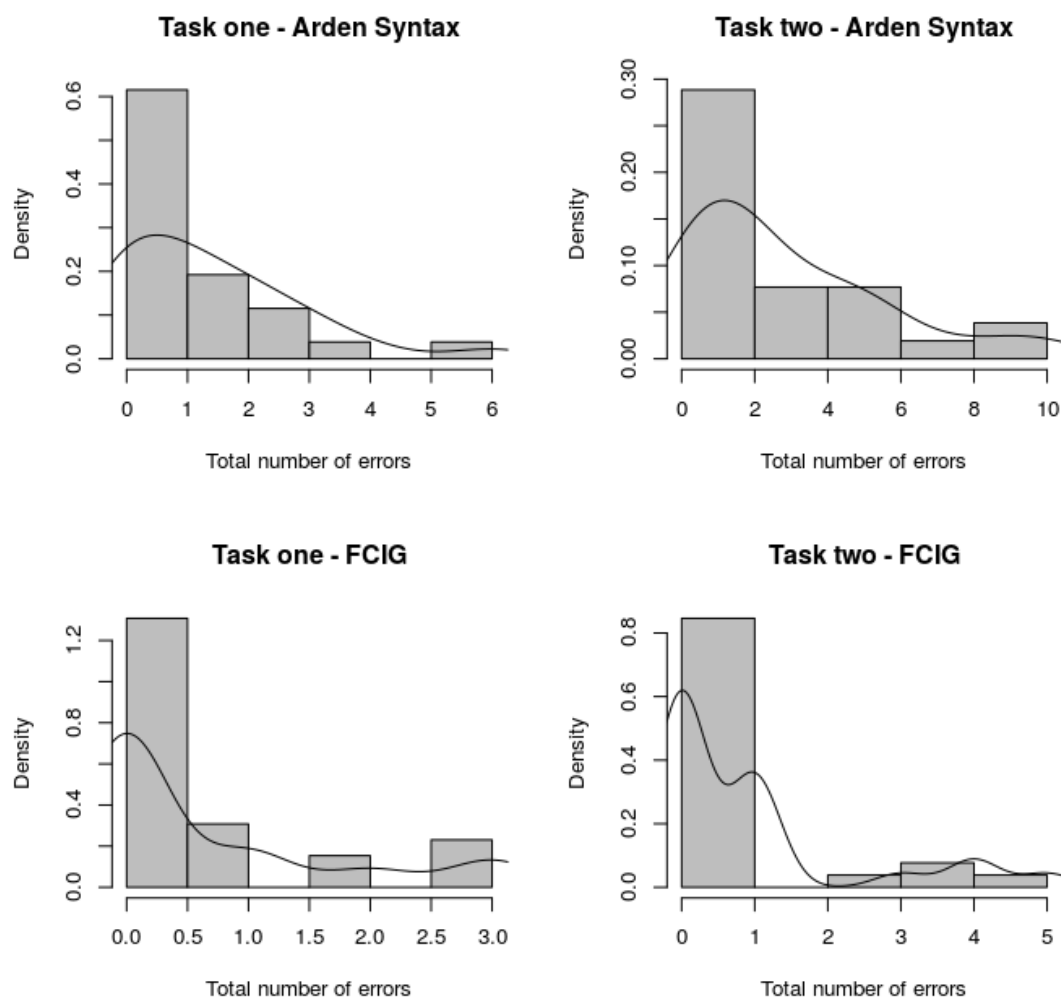 Task one - Arden Syntax
Density
0.0 0.2 0.4 0.6
0 1 2 3 4 5 6
Total number of errors
Task two - Arden Syntax
Density
0.00 0.10 0.20 0.30
0 2 4 6 8 10
Total number of errors
Task one - FCIG
Density
0.0 0.4 0.8 1.2
0.0 0.5 1.0 1.5 2.0 2.5 3.0
Total number of errors
Task two - FCIG
Density
0.0 0.2 0.4 0.6 0.8
0 1 2 3 4 5
Total number of errors